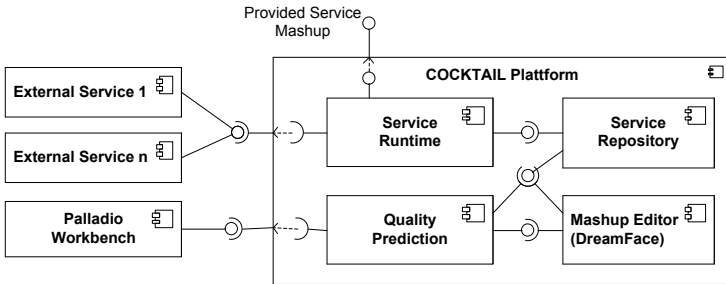 Provided Service
Mashup
COCKTAIL Plattform
External Service 1
Service
Runtime
Service
Repository
External Service n
Palladio
Workbench
Quality
Prediction
Mashup Editor
(DreamFace)